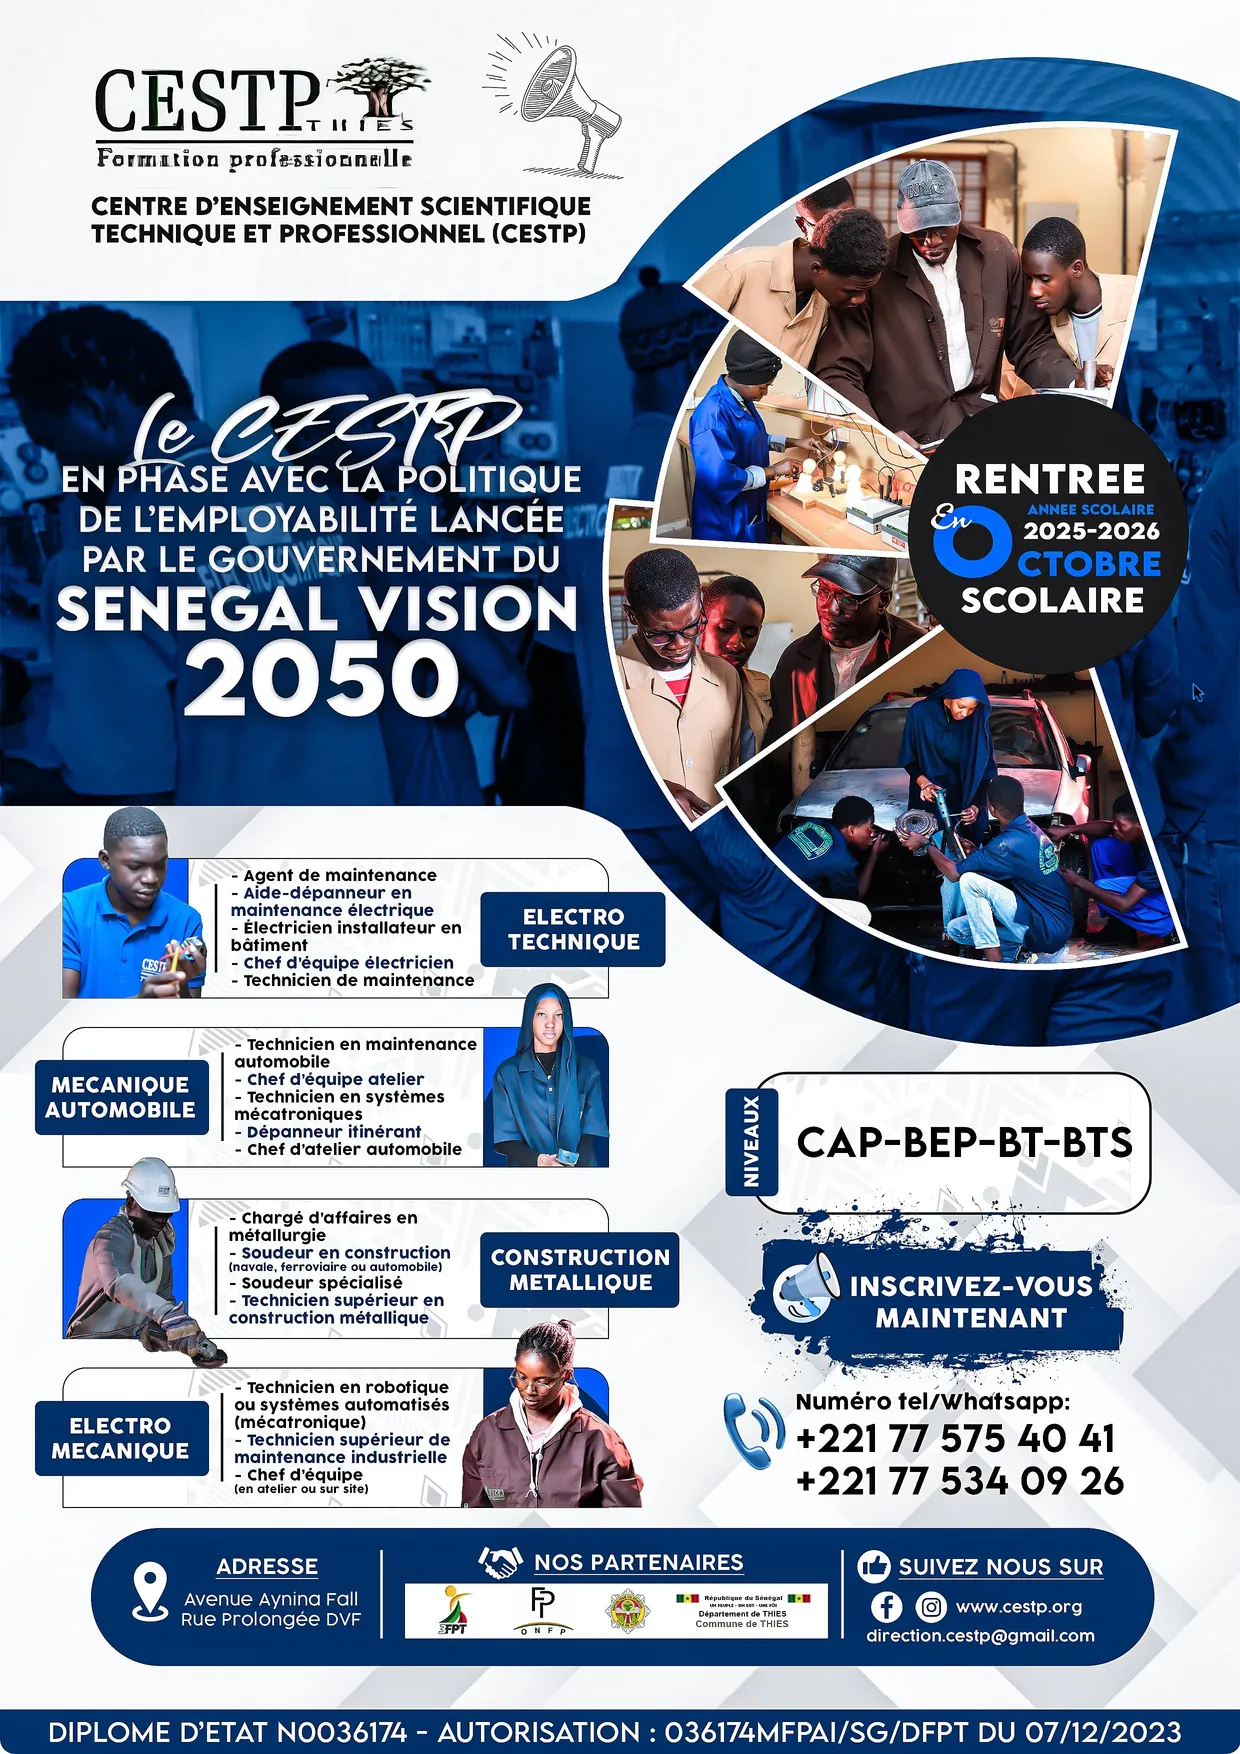 CESTP
THIES
Formation professionnelle
CENTRE D'ENSEIGNEMENT SCIENTIFIQUE
TECHNIQUE ET PROFESSIONNEL (CESTP)
Le CESTP
EN PHASE AVEC LA POLITIQUE
DE L'EMPLOYABILITÉ LANCÉE
PAR LE GOUVERNEMENT DU
SENEGAL VISION
2050
RENTREE
ANNEE SCOLAIRE
2025-2026
En OCTOBRE
SCOLAIRE
- Agent de maintenance
- Aide-dépanneur en
maintenance électrique
- Électricien installateur en
bâtiment
- Chef d'équipe électricien
- Technicien de maintenance
ELECTRO
TECHNIQUE
MECANIQUE
AUTOMOBILE
- Technicien en maintenance
automobile
- Chef d'équipe atelier
- Technicien en systèmes
mécatroniques
- Dépanneur itinérant
- Chef d'atelier automobile
- Chargé d'affaires en
métallurgie
- Soudeur en construction
(navale, ferroviaire ou automobile)
- Soudeur spécialisé
- Technicien supérieur en
construction métallique
CONSTRUCTION
METALLIQUE
ELECTRO
MECANIQUE
- Technicien en robotique
ou systèmes automatisés
(mécatronique)
- Technicien supérieur de
maintenance industrielle
- Chef d'équipe
(en atelier ou sur site)
NIVEAUX
CAP-BEP-BT-BTS
INSCRIVEZ-VOUS
MAINTENANT
Numéro tel/Whatsapp:
+221 77 575 40 41
+221 77 534 09 26
ADRESSE
Avenue Aynina Fall
Rue Prolongée DVF
NOS PARTENAIRES
3FPT
FP
ONFP
République du Sénégal
UN PEUPLE - UN BUT - UNE FOI
Département de THIES
Commune de THIES
SUIVEZ NOUS SUR
www.cestp.org
direction.cestp@gmail.com
DIPLOME D'ETAT N0036174 - AUTORISATION : 036174MFPAI/SG/DFPT DU 07/12/2023